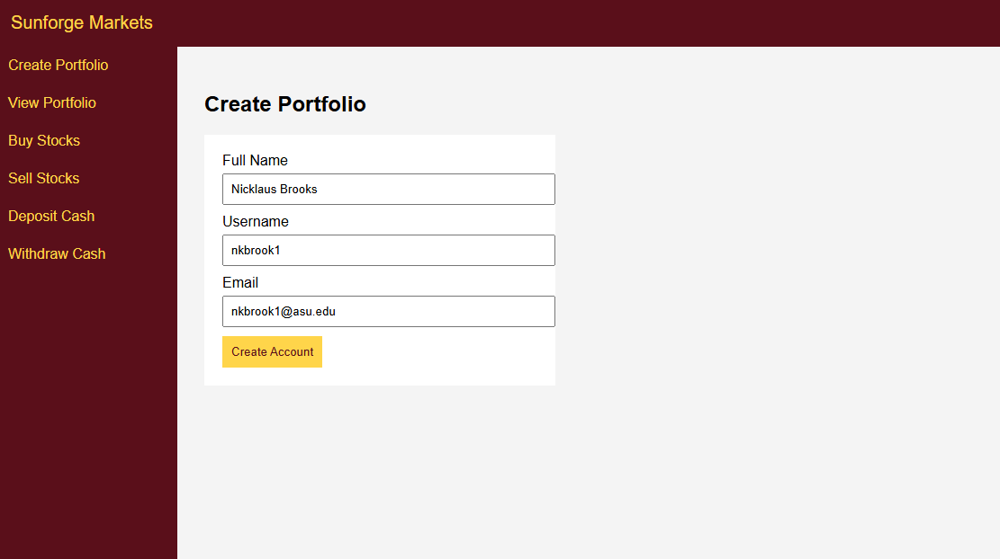 Sunforge Markets
Create Portfolio
View Portfolio
Buy Stocks
Sell Stocks
Deposit Cash
Withdraw Cash
Create Portfolio
Full Name
Nicklaus Brooks
Username
nkbrook1
Email
nkbrook1@asu.edu
Create Account